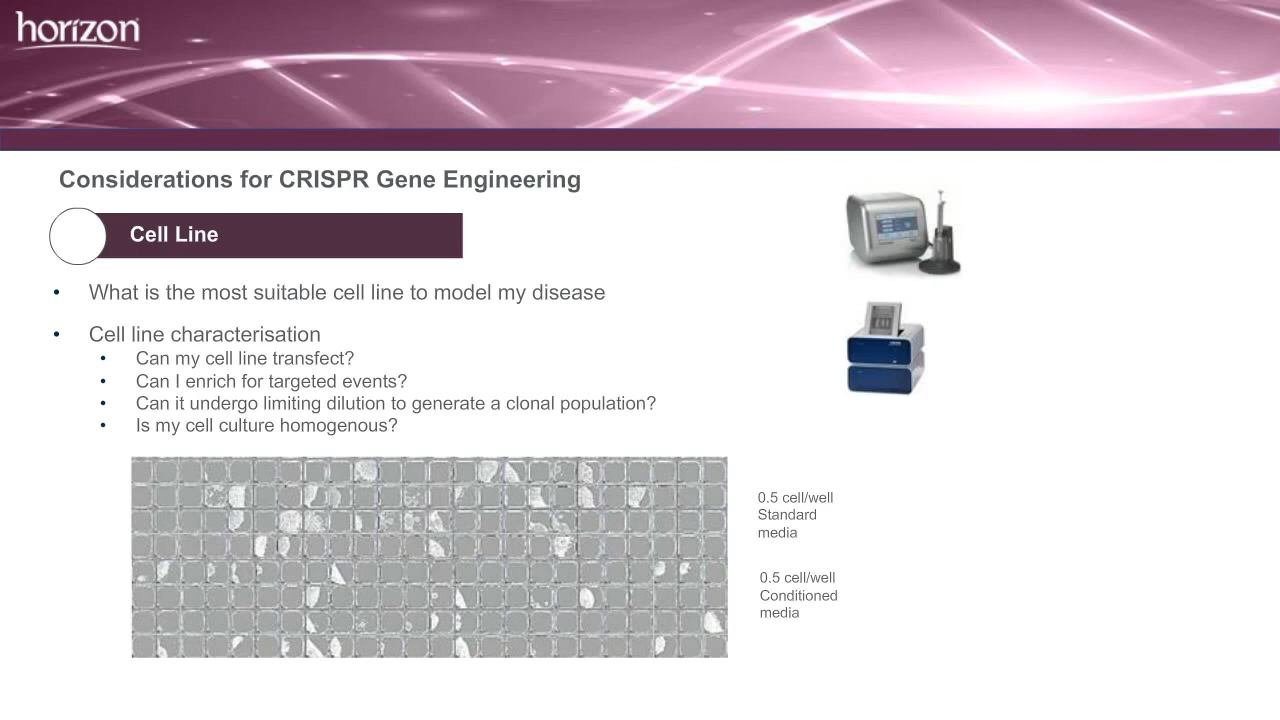 horizon
Considerations for CRISPR Gene Engineering
Cell Line
• What is the most suitable cell line to model my disease
• Cell line characterisation
• Can my cell line transfect?
• Can I enrich for targeted events?
• Can it undergo limiting dilution to generate a clonal population?
• Is my cell culture homogenous?
0.5 cell/well
Standard
media
0.5 cell/well
Conditioned
media